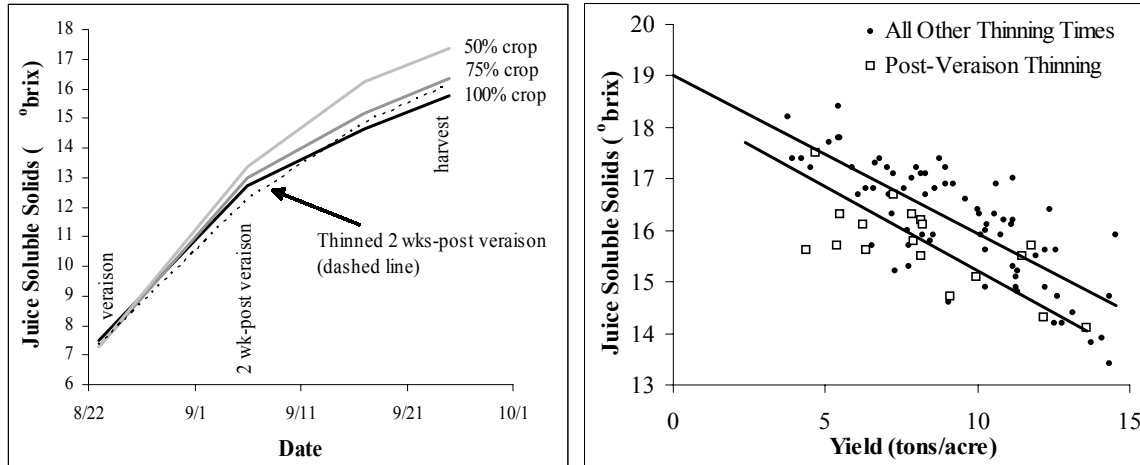 Juice Soluble Solids ( °brix)
18
17
16
15
14
13
12
11
10
9
8
7
6
8/22
9/1
9/11
9/21
10/1
Date
veraison
2 wk-post veraison
harvest
50% crop
75% crop
100% crop
Thinned 2 wks-post veraison
(dashed line)
Juice Soluble Solids ( °brix)
20
19
18
17
16
15
14
13
0
5
10
15
Yield (tons/acre)
All Other Thinning Times
Post-Veraison Thinning